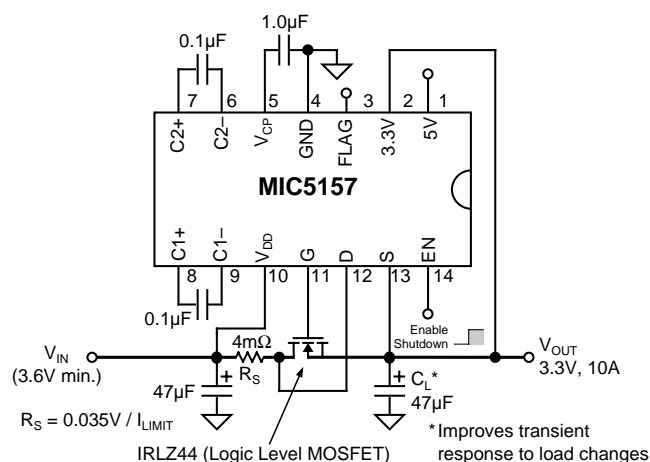 0.1µF
1.0µF
7 6 5 4 3 2 1
C2+ C2– VCP GND FLAG 3.3V 5V
MIC5157
C1+ C1– VDD G D S EN
8 9 10 11 12 13 14
0.1µF
Enable
Shutdown
VIN
(3.6V min.)
4mΩ
RS
VOUT
3.3V, 10A
47µF
CL*
47µF
RS = 0.035V / ILIMIT
*Improves transient
response to load changes
IRLZ44 (Logic Level MOSFET)